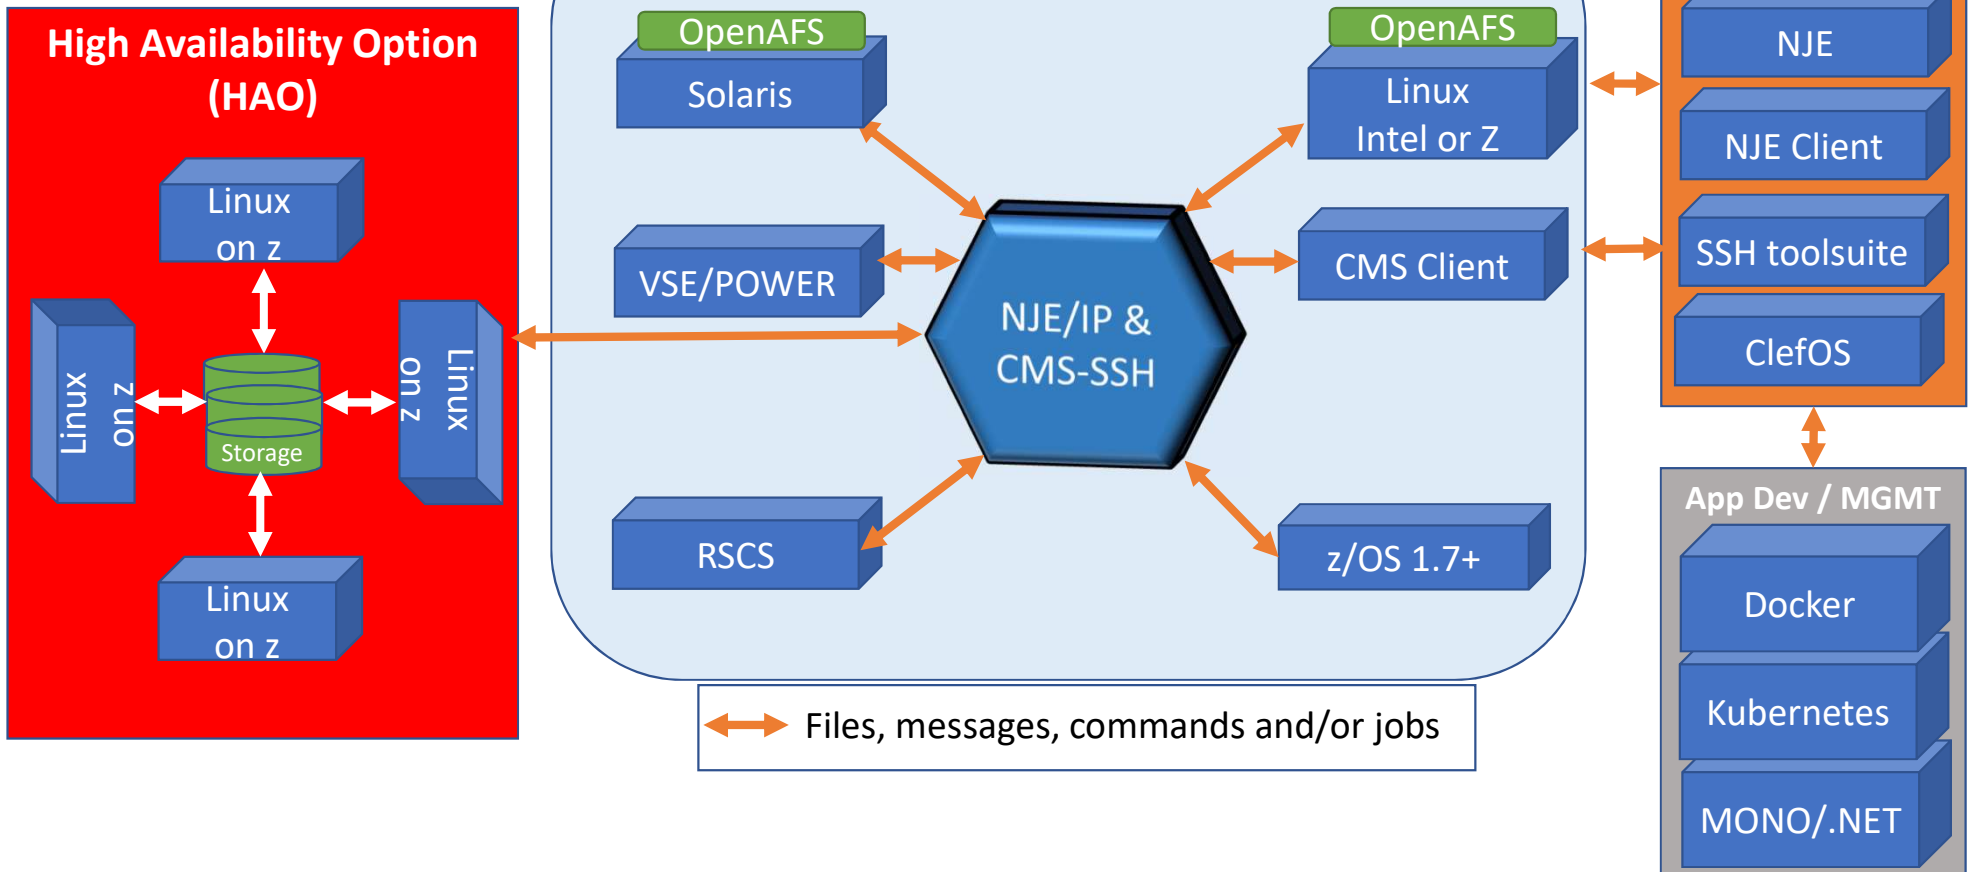 High Availability Option
(HAO)
Linux
on z
Linux
on z
Storage
Linux
on z
Linux
on z
OpenAFS
Solaris
OpenAFS
Linux
Intel or Z
VSE/POWER
CMS Client
NJE/IP &
CMS-SSH
RSCS
z/OS 1.7+
Files, messages, commands and/or jobs
NJE
NJE Client
SSH toolsuite
ClefOS
App Dev / MGMT
Docker
Kubernetes
MONO/.NET